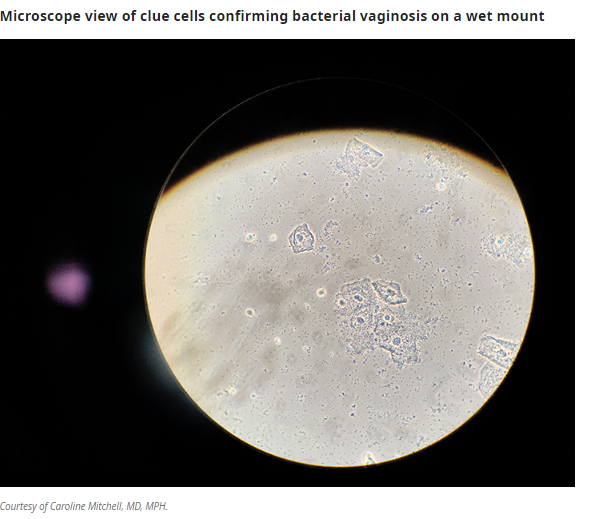 Microscope view of clue cells confirming bacterial vaginosis on a wet mount
Courtesy of Caroline Mitchell, MD, MPH.